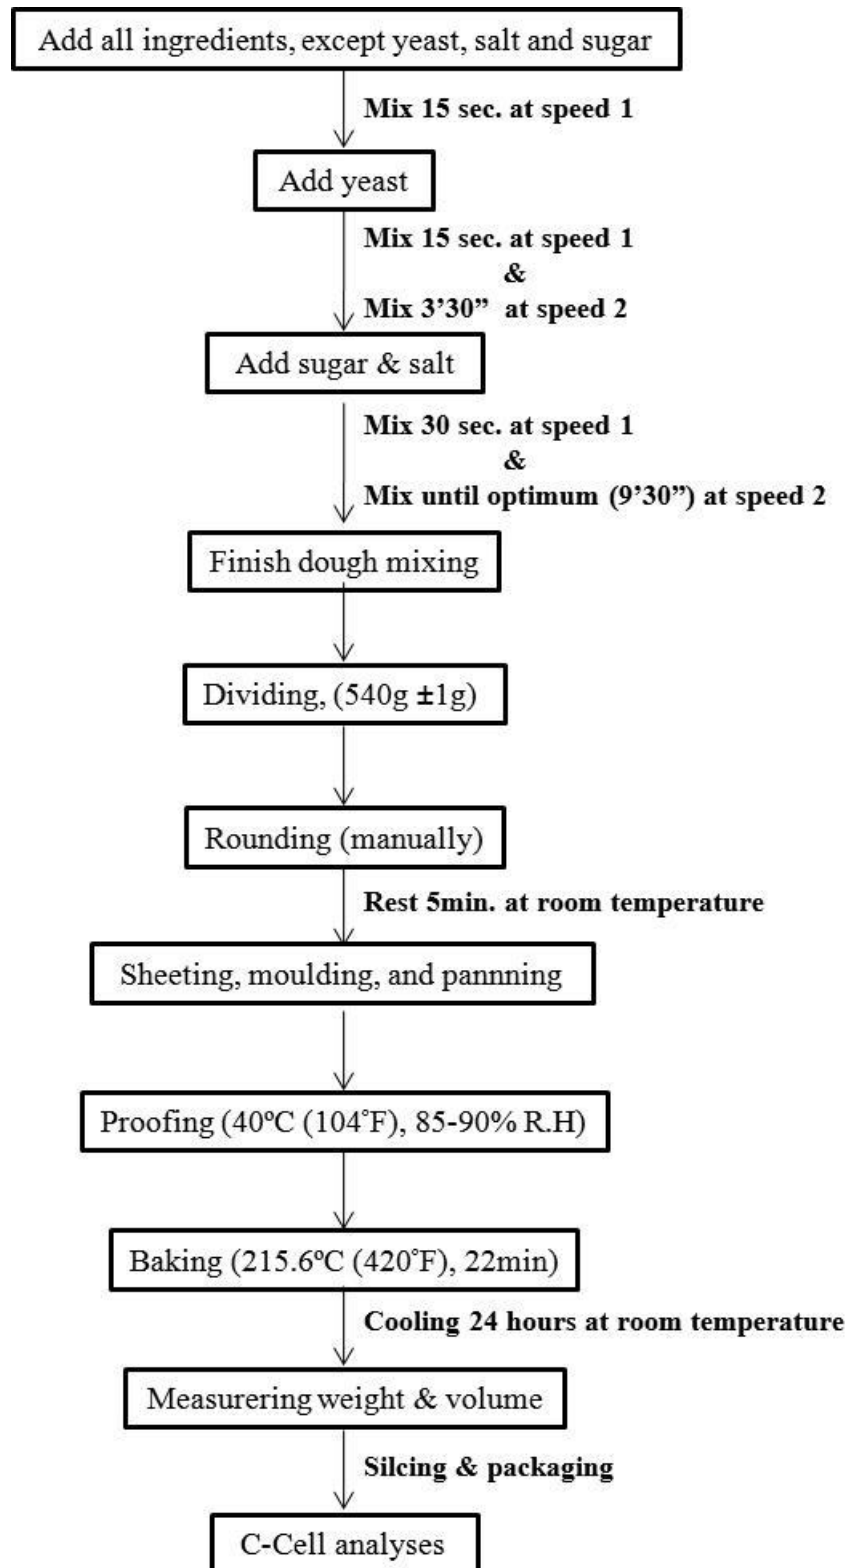 Add all ingredients, except yeast, salt and sugar
Mix 15 sec. at speed 1
Add yeast
Mix 15 sec. at speed 1
&
Mix 3’30” at speed 2
Add sugar & salt
Mix 30 sec. at speed 1
&
Mix until optimum (9’30”) at speed 2
Finish dough mixing
Dividing, (540g ±1g)
Rounding (manually)
Rest 5min. at room temperature
Sheeting, moulding, and pannning
Proofing (40ºC (104˚F), 85-90% R.H)
Baking (215.6ºC (420˚F), 22min)
Cooling 24 hours at room temperature
Measurering weight & volume
Silcing & packaging
C-Cell analyses